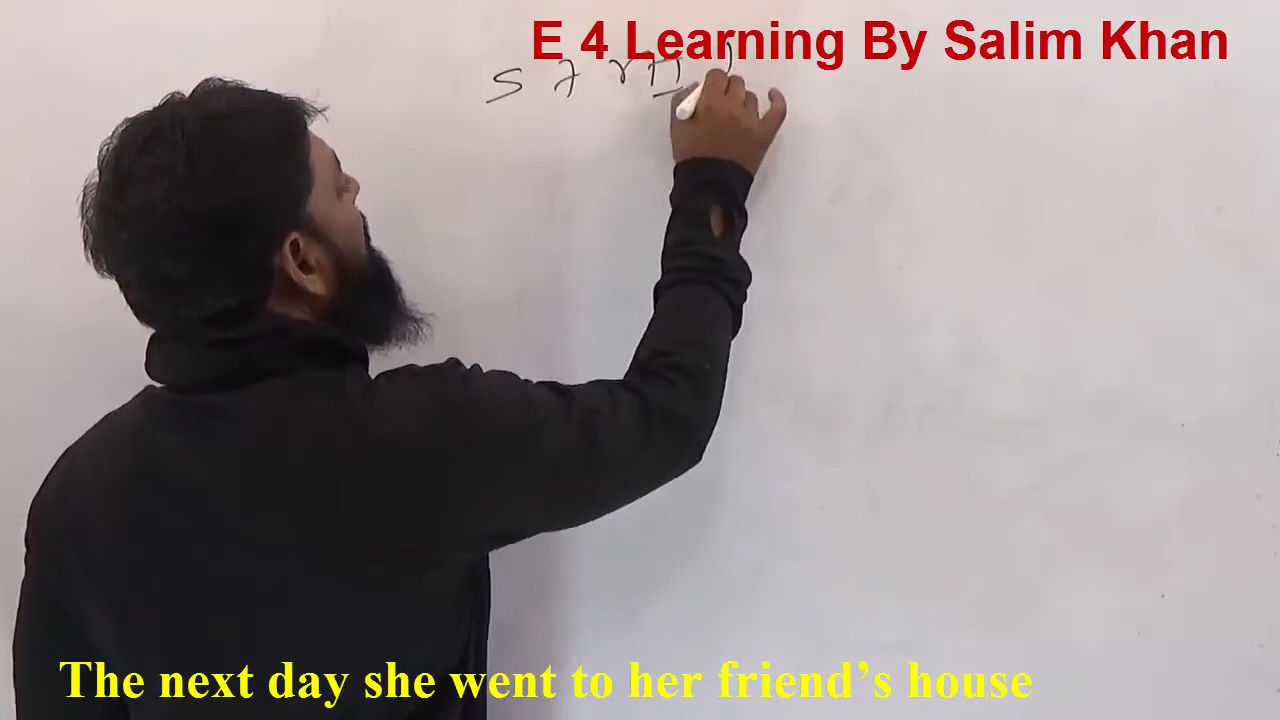 E 4 Learning By Salim Khan
The next day she went to her friend’s house